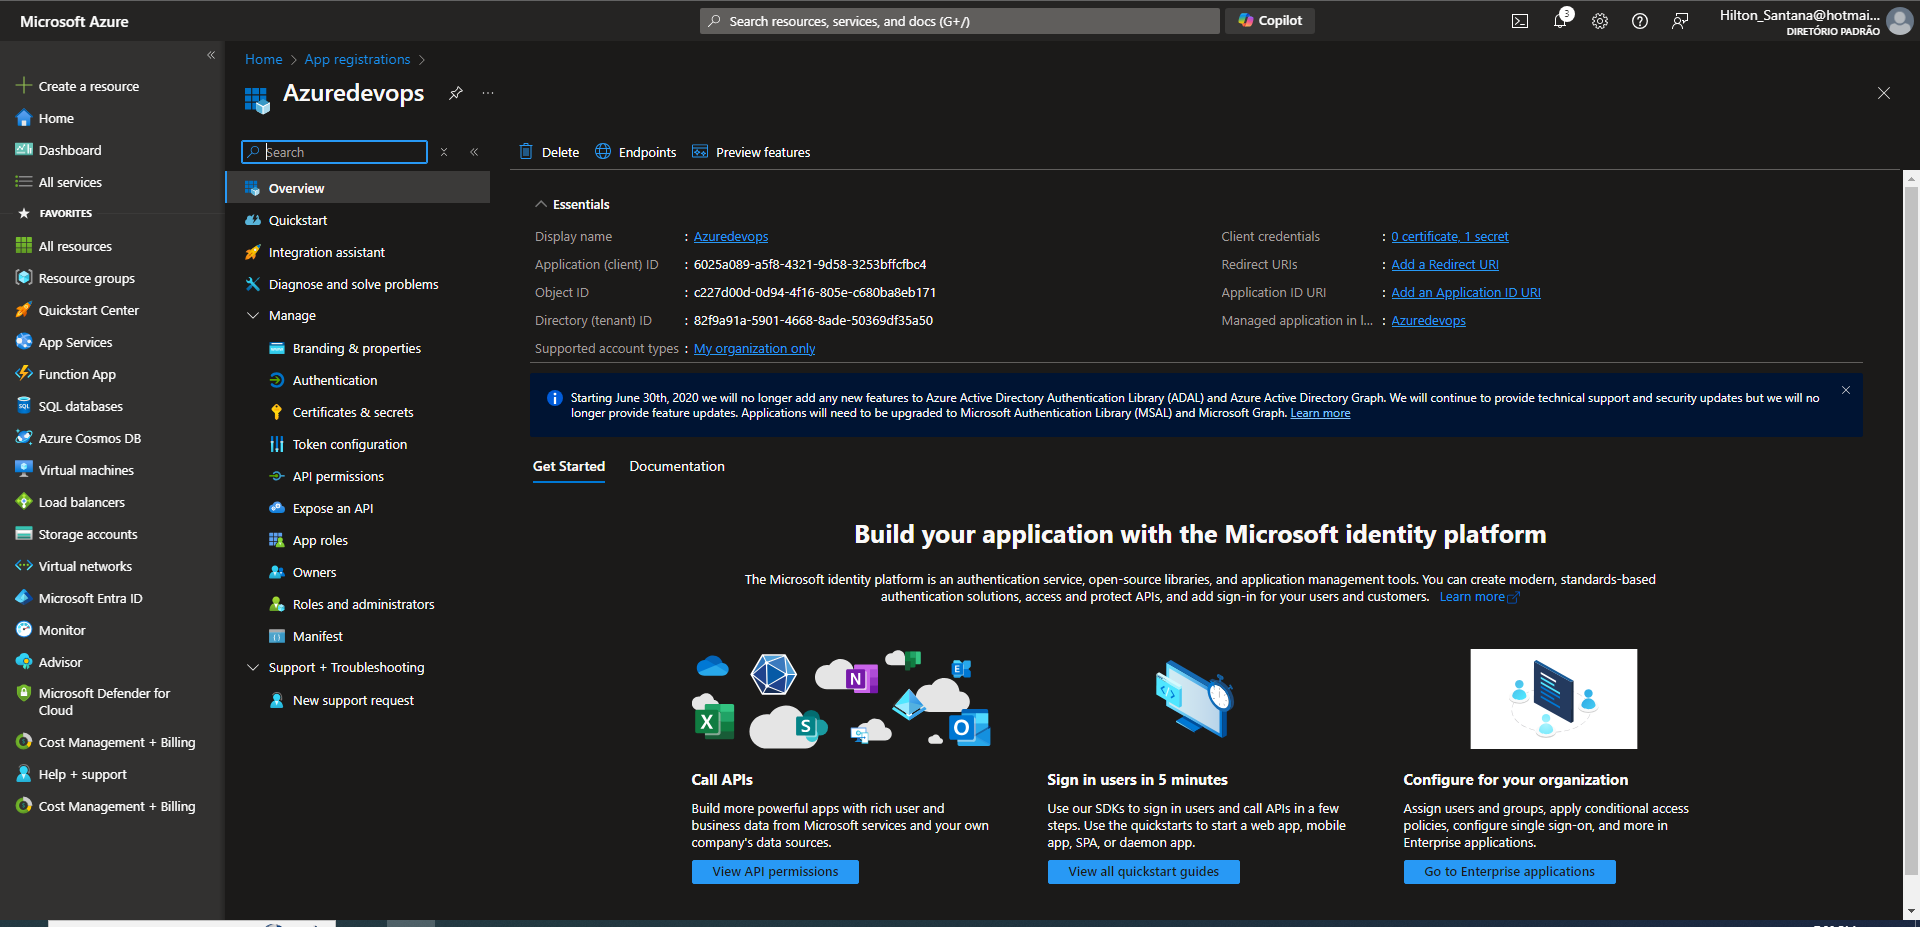 Microsoft Azure
Search resources, services, and docs (G+/)
Copilot
3
Hilton_Santana@hotmai...
DIRETÓRIO PADRÃO
Create a resource
Home
Dashboard
All services
FAVORITES
All resources
Resource groups
Quickstart Center
App Services
Function App
SQL databases
Azure Cosmos DB
Virtual machines
Load balancers
Storage accounts
Virtual networks
Microsoft Entra ID
Monitor
Advisor
Microsoft Defender for
Cloud
Cost Management + Billing
Help + support
Cost Management + Billing
Home > App registrations >
Azuredevops
Search
Overview
Quickstart
Integration assistant
Diagnose and solve problems
Manage
Branding & properties
Authentication
Certificates & secrets
Token configuration
API permissions
Expose an API
App roles
Owners
Roles and administrators
Manifest
Support + Troubleshooting
New support request
Delete
Endpoints
Preview features
Essentials
Display name : Azuredevops
Application (client) ID : 6025a089-a5f8-4321-9d58-3253bffcfbc4
Object ID : c227d00d-0d94-4f16-805e-c680ba8eb171
Directory (tenant) ID : 82f9a91a-5901-4668-8ade-50369df35a50
Supported account types : My organization only
Client credentials : 0 certificate, 1 secret
Redirect URIs : Add a Redirect URI
Application ID URI : Add an Application ID URI
Managed application in l... : Azuredevops
Starting June 30th, 2020 we will no longer add any new features to Azure Active Directory Authentication Library (ADAL) and Azure Active Directory Graph. We will continue to provide technical support and security updates but we will no
longer provide feature updates. Applications will need to be upgraded to Microsoft Authentication Library (MSAL) and Microsoft Graph. Learn more
Get Started
Documentation
Build your application with the Microsoft identity platform
The Microsoft identity platform is an authentication service, open-source libraries, and application management tools. You can create modern, standards-based
authentication solutions, access and protect APIs, and add sign-in for your users and customers. Learn more
N
E
X
S
O
Call APIs
Build more powerful apps with rich user and
business data from Microsoft services and your own
company's data sources.
View API permissions
Sign in users in 5 minutes
Use our SDKs to sign in users and call APIs in a few
steps. Use the quickstarts to start a web app, mobile
app, SPA, or daemon app.
View all quickstart guides
Configure for your organization
Assign users and groups, apply conditional access
policies, configure single sign-on, and more in
Enterprise applications.
Go to Enterprise applications